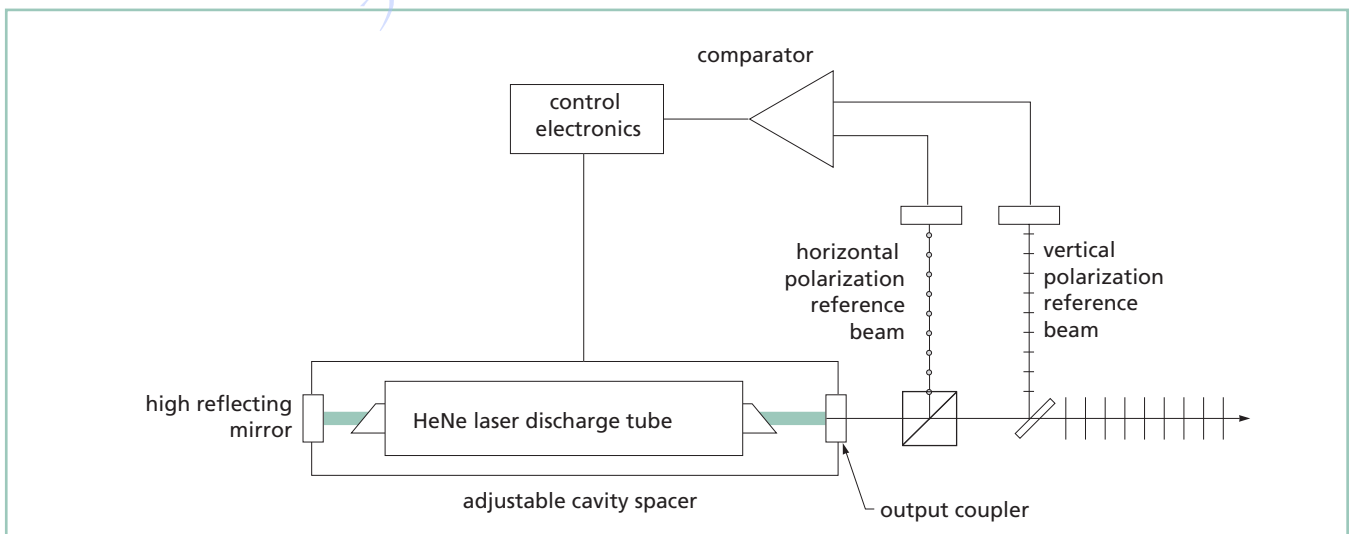 comparator
control
electronics
horizontal
polarization
reference
beam
vertical
polarization
reference
beam
high reflecting
mirror
HeNe laser discharge tube
adjustable cavity spacer
output coupler